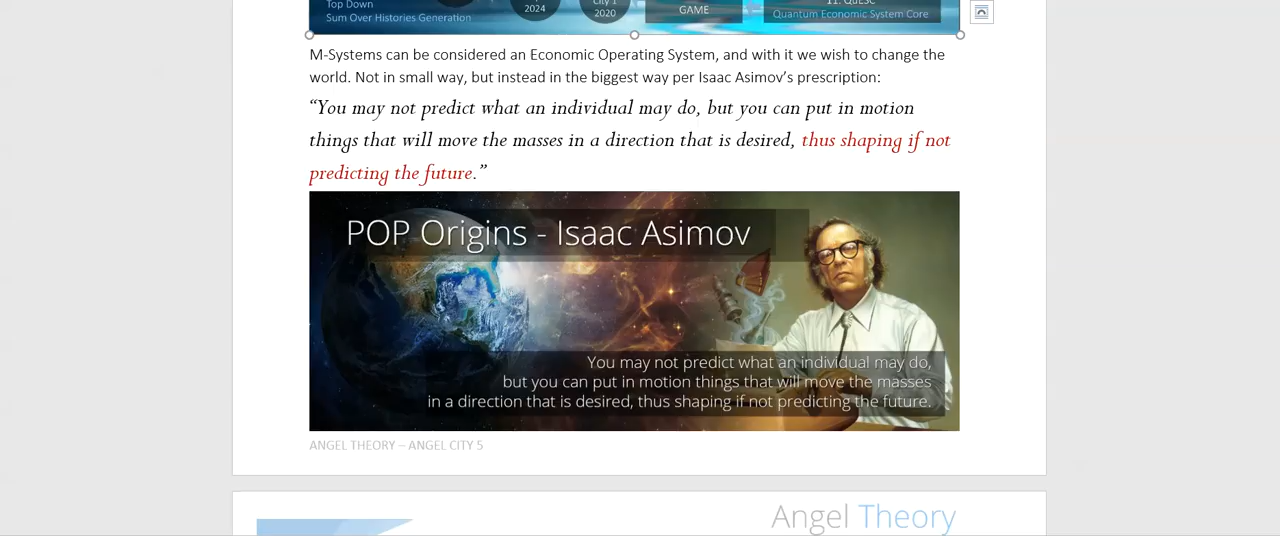 Top Down
Sum Over Histories Generation
2024
City 1
2020
GAME
11. QuESC
Quantum Economic System Core
M-Systems can be considered an Economic Operating System, and with it we wish to change the
world. Not in small way, but instead in the biggest way per Isaac Asimov’s prescription:
“You may not predict what an individual may do, but you can put in motion
things that will move the masses in a direction that is desired, thus shaping if not
predicting the future.”
POP Origins - Isaac Asimov
You may not predict what an individual may do,
but you can put in motion things that will move the masses
in a direction that is desired, thus shaping if not predicting the future.
ANGEL THEORY – ANGEL CITY 5
Angel Theory